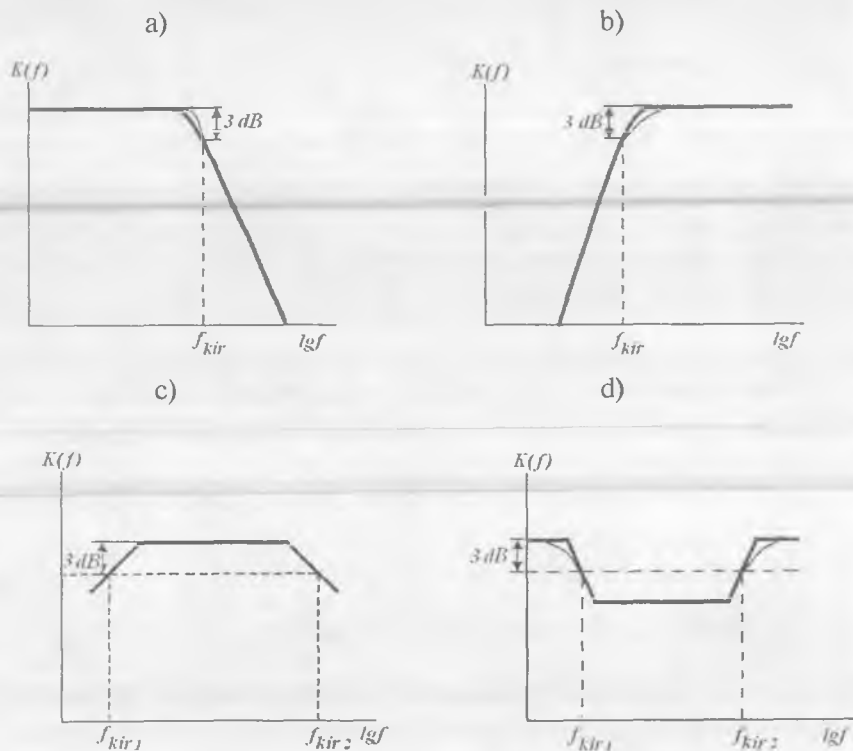 a)
K(f)
3 dB
f_kir
lgf
b)
K(f)
3 dB
f_kir
lgf
c)
K(f)
3 dB
f_kir 1
f_kir 2
lgf
d)
K(f)
3 dB
f_kir 1
f_kir 2
lgf